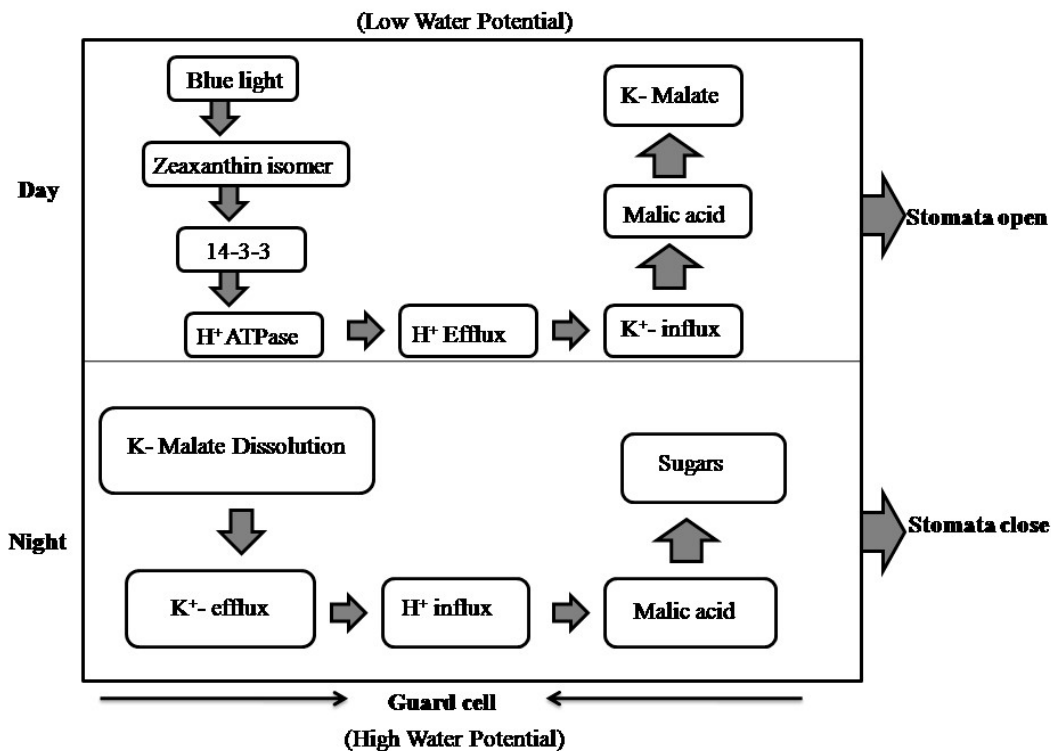 (Low Water Potential)
Blue light
Zeaxanthin isomer
14-3-3
H⁺ ATPase
H⁺ Efflux
K⁺- influx
Malic acid
K- Malate
Day
Stomata open
K- Malate Dissolution
K⁺- efflux
H⁺ influx
Malic acid
Sugars
Night
Stomata close
Guard cell
(High Water Potential)